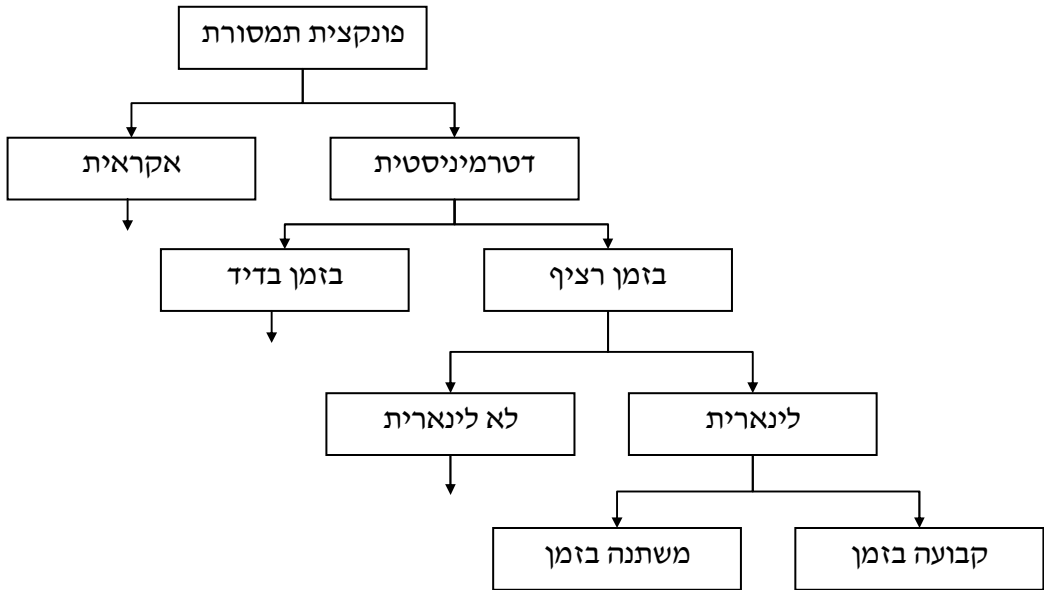 פונקצית תמסורת
דטרמיניסטית
אקראית
בזמן רציף
בזמן בדיד
לינארית
לא לינארית
קבועה בזמן
משתנה בזמן